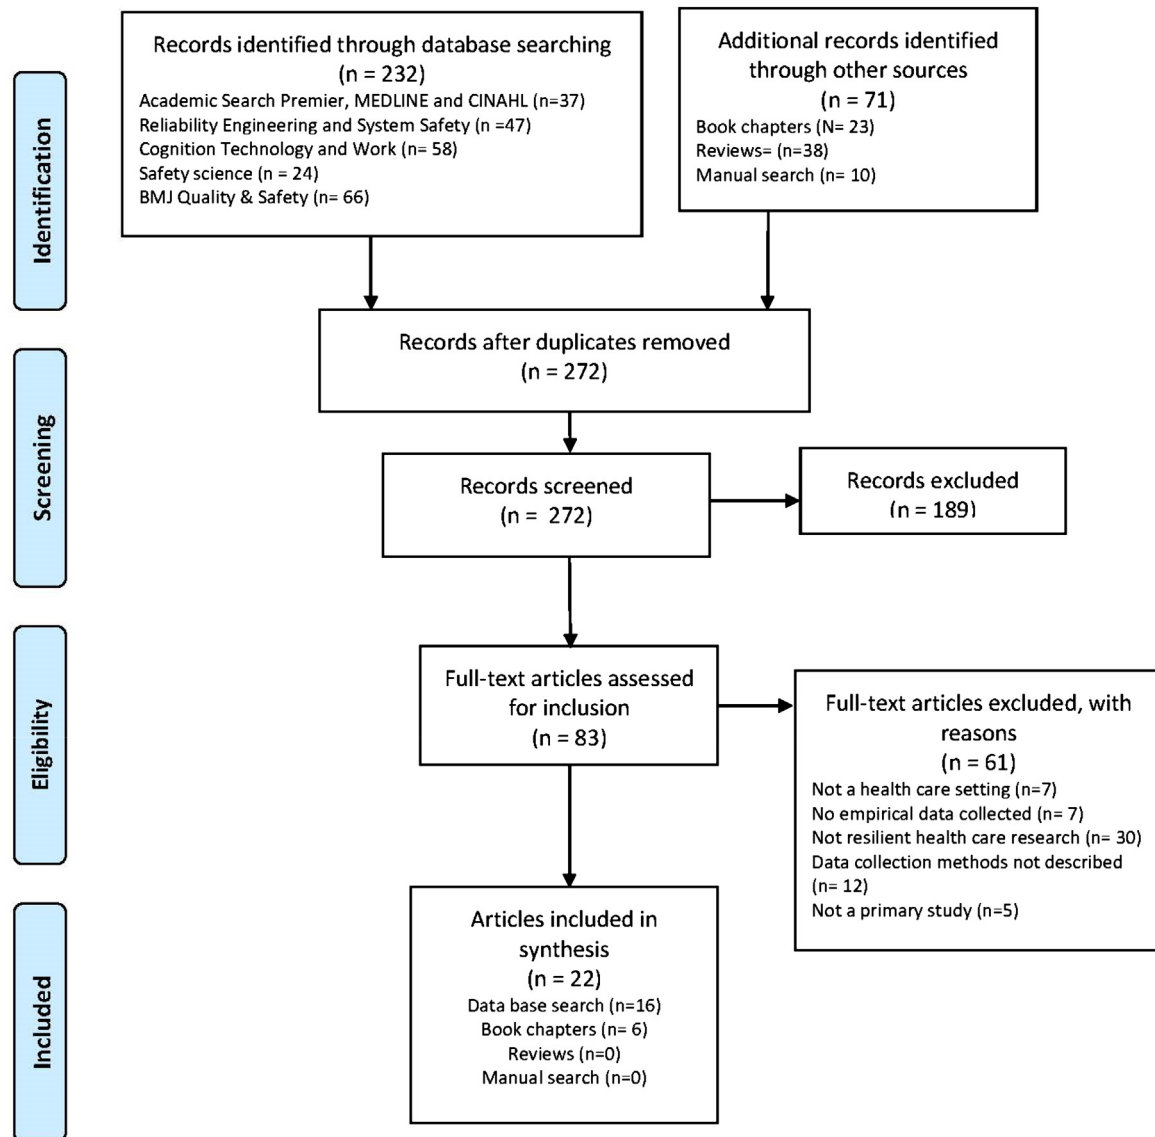 Identification
Records identified through database searching
(n = 232)
Academic Search Premier, MEDLINE and CINAHL (n=37)
Reliability Engineering and System Safety (n =47)
Cognition Technology and Work (n= 58)
Safety science (n = 24)
BMJ Quality & Safety (n= 66)
Additional records identified
through other sources
(n = 71)
Book chapters (N= 23)
Reviews= (n=38)
Manual search (n= 10)
Records after duplicates removed
(n = 272)
Screening
Records screened
(n = 272)
Records excluded
(n = 189)
Eligibility
Full-text articles assessed
for inclusion
(n = 83)
Full-text articles excluded, with
reasons
(n = 61)
Not a health care setting (n=7)
No empirical data collected (n= 7)
Not resilient health care research (n= 30)
Data collection methods not described
(n= 12)
Not a primary study (n=5)
Included
Articles included in
synthesis
(n = 22)
Data base search (n=16)
Book chapters (n= 6)
Reviews (n=0)
Manual search (n=0)